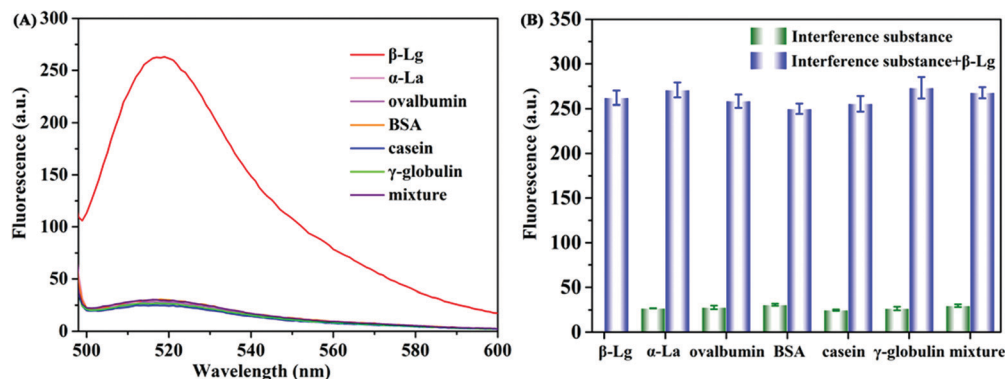 (A)
300
250
200
150
100
50
0
Fluorescence (a.u.)
β-Lg
α-La
ovalbumin
BSA
casein
γ-globulin
mixture
500 520 540 560 580 600
Wavelength (nm)
(B)
350
300
250
200
150
100
50
0
Fluorescence (a.u.)
Interference substance
Interference substance+β-Lg
β-Lg α-La ovalbumin BSA casein γ-globulin mixture